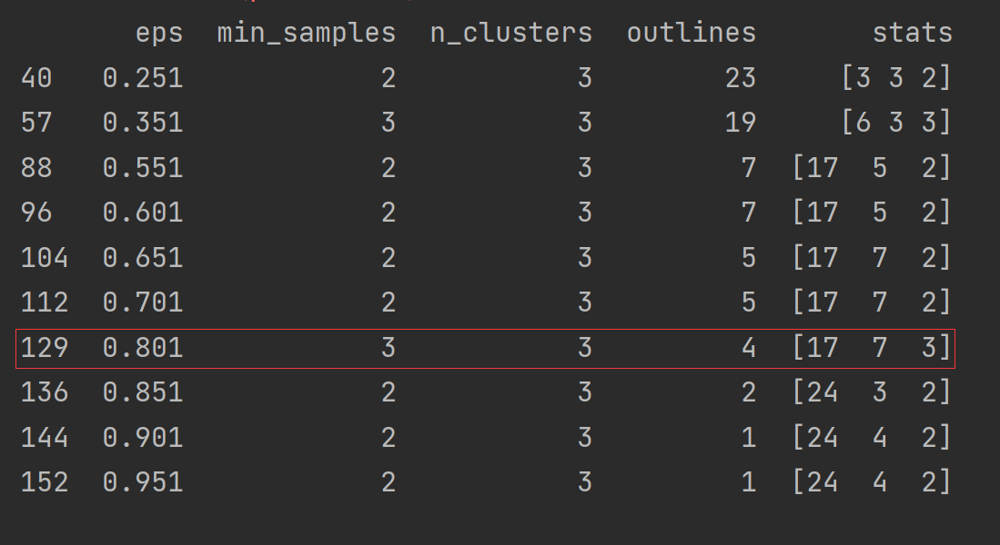 eps min_samples n_clusters outlines stats
40 0.251 2 3 23 [3 3 2]
57 0.351 3 3 19 [6 3 3]
88 0.551 2 3 7 [17 5 2]
96 0.601 2 3 7 [17 5 2]
104 0.651 2 3 5 [17 7 2]
112 0.701 2 3 5 [17 7 2]
129 0.801 3 3 4 [17 7 3]
136 0.851 2 3 2 [24 3 2]
144 0.901 2 3 1 [24 4 2]
152 0.951 2 3 1 [24 4 2]